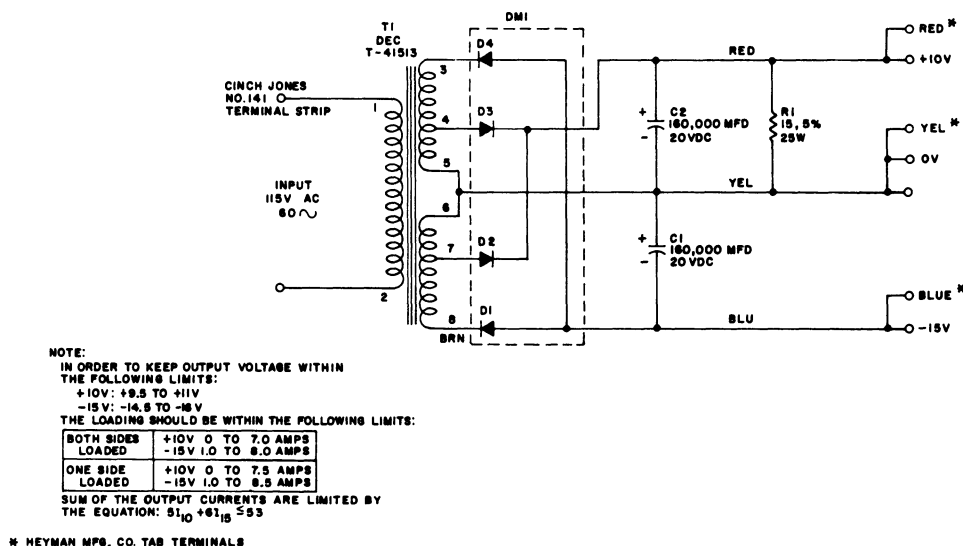 DM1
T1
DEC
T-41513
D4
3
RED
RED*
+10V
CINCH JONES
NO.141
TERMINAL STRIP
1
D3
4
+
-
C2
160,000 MFD
20VDC
R1
15, 5%
25W
YEL*
0V
5
YEL
INPUT
115V AC
60~
6
D2
7
+
-
C1
160,000 MFD
20VDC
2
D1
8
BRN
BLU
BLUE*
-15V
NOTE:
IN ORDER TO KEEP OUTPUT VOLTAGE WITHIN
THE FOLLOWING LIMITS:
+10V: +9.5 TO +11V
-15V: -14.5 TO -16V
THE LOADING SHOULD BE WITHIN THE FOLLOWING LIMITS:
BOTH SIDES +10V 0 TO 7.0 AMPS
LOADED -15V 1.0 TO 8.0 AMPS
ONE SIDE +10V 0 TO 7.5 AMPS
LOADED -15V 1.0 TO 8.5 AMPS
SUM OF THE OUTPUT CURRENTS ARE LIMITED BY
THE EQUATION: 5I10 +6I15 ≤53
* HEYMAN MFG. CO. TAB TERMINALS